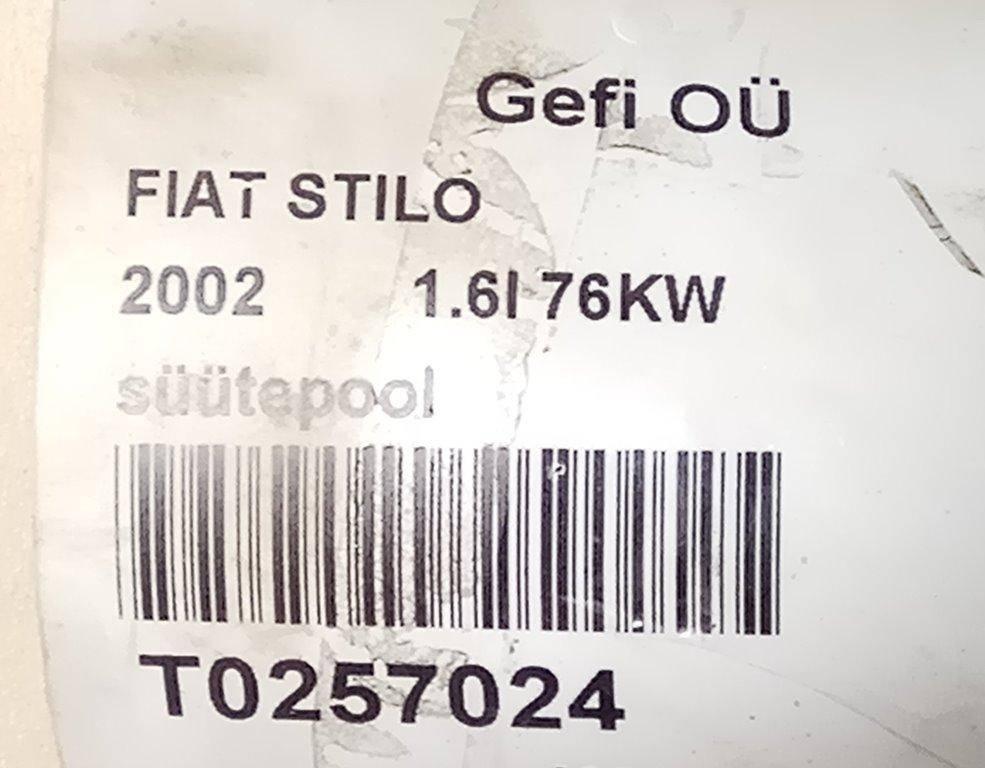 Gefi OÜ
FIAT STILO
2002 1.6l 76KW
süütepool
T0257024